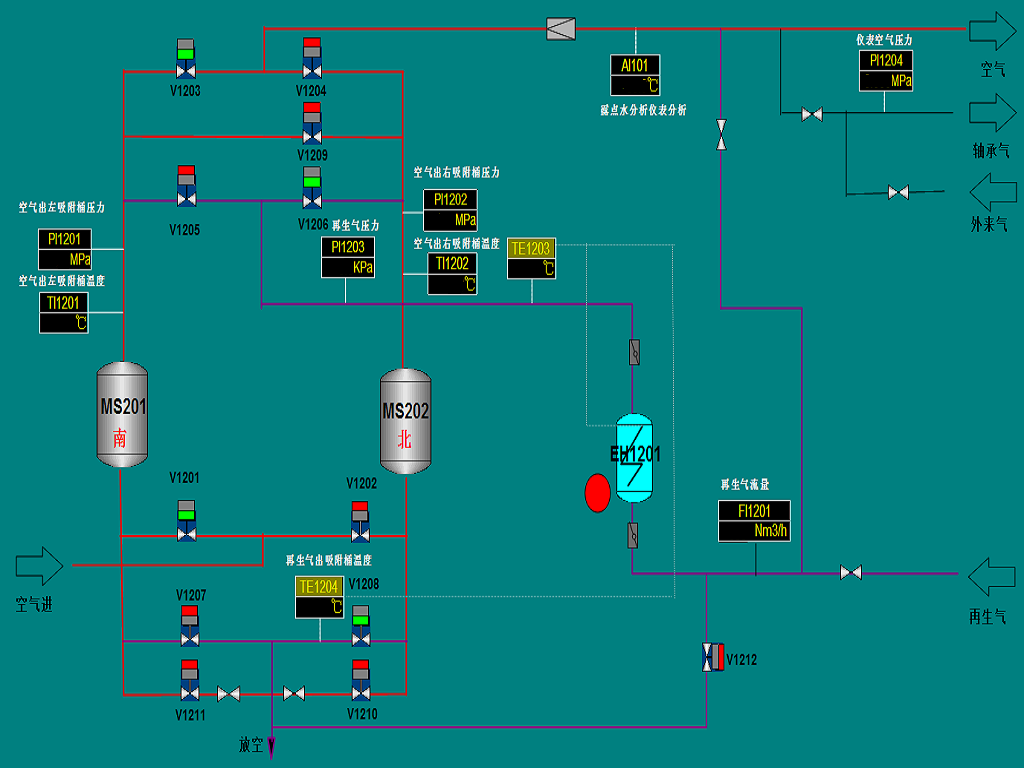 仪表空气压力
PI1204
MPa
AI101
℃
空气
V1203
V1204
露点水分析仪表分析
轴承气
V1209
空气出右吸附桶压力
PI1202
MPa
空气出左吸附桶压力
V1205
V1206
再生气压力
外来气
PI1201
MPa
PI1203
KPa
空气出右吸附桶温度
TI1202
℃
TE1203
℃
空气出左吸附桶温度
TI1201
℃
MS201
南
MS202
北
EH1201
V1201
V1202
再生气流量
FI1201
Nm3/h
空气进
再生气出吸附桶温度
TE1204
℃
V1207
V1208
再生气
V1212
V1211
V1210
放空